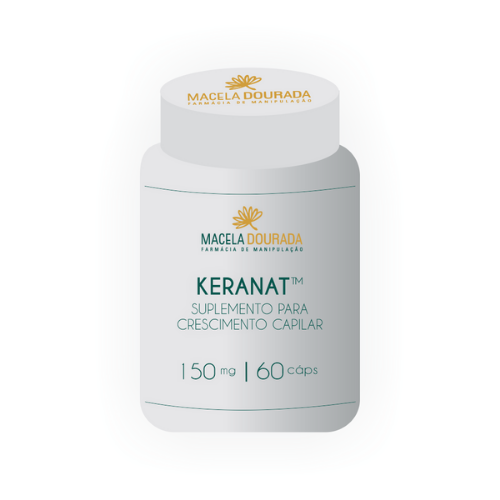 MACELA DOURADA
FARMÁCIA DE MANIPULAÇÃO
MACELA DOURADA
FARMÁCIA DE MANIPULAÇÃO
KERANAT™
SUPLEMENTO PARA
CRESCIMENTO CAPILAR
150 mg | 60 cáps